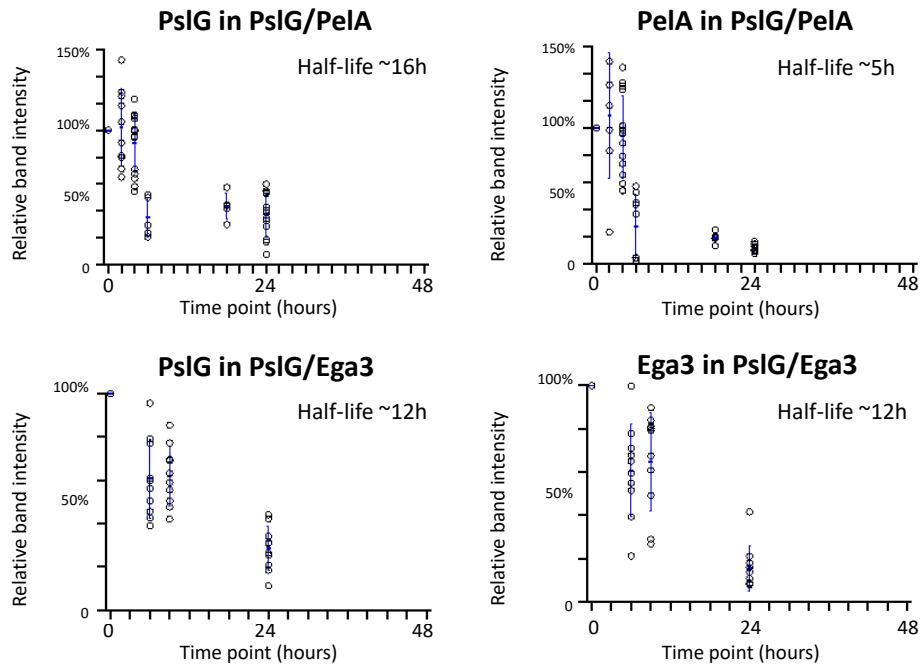 PslG in PslG/PelA
Half-life ~16h
Relative band intensity
150%
100%
50%
0
0 24 48
Time point (hours)
PelA in PslG/PelA
Half-life ~5h
Relative band intensity
150%
100%
50%
0
0 24 48
Time point (hours)
PslG in PslG/Ega3
Half-life ~12h
Relative band intensity
100%
50%
0
0 24 48
Time point (hours)
Ega3 in PslG/Ega3
Half-life ~12h
Relative band intensity
100%
50%
0
0 24 48
Time point (hours)